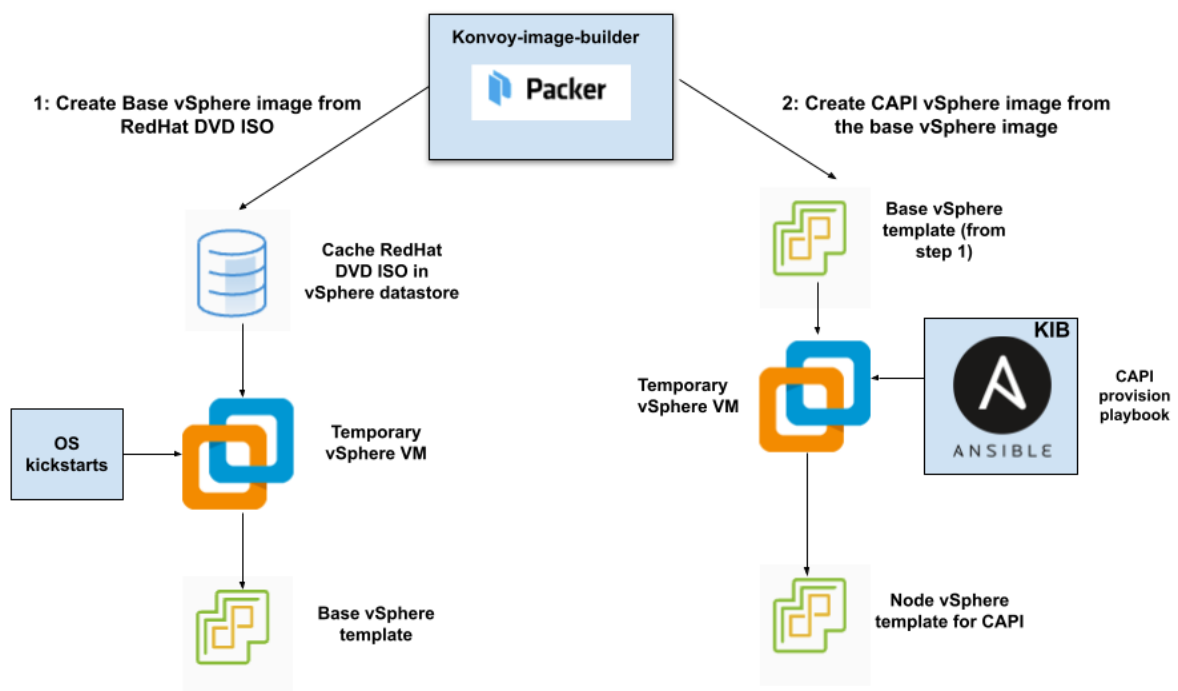 Konvoy-image-builder
Packer
1: Create Base vSphere image from
RedHat DVD ISO
2: Create CAPI vSphere image from
the base vSphere image
Cache RedHat
DVD ISO in
vSphere datastore
Base vSphere
template (from
step 1)
OS
kickstarts
Temporary
vSphere VM
Temporary
vSphere VM
KIB
ANSIBLE
CAPI
provision
playbook
Base vSphere
template
Node vSphere
template for CAPI